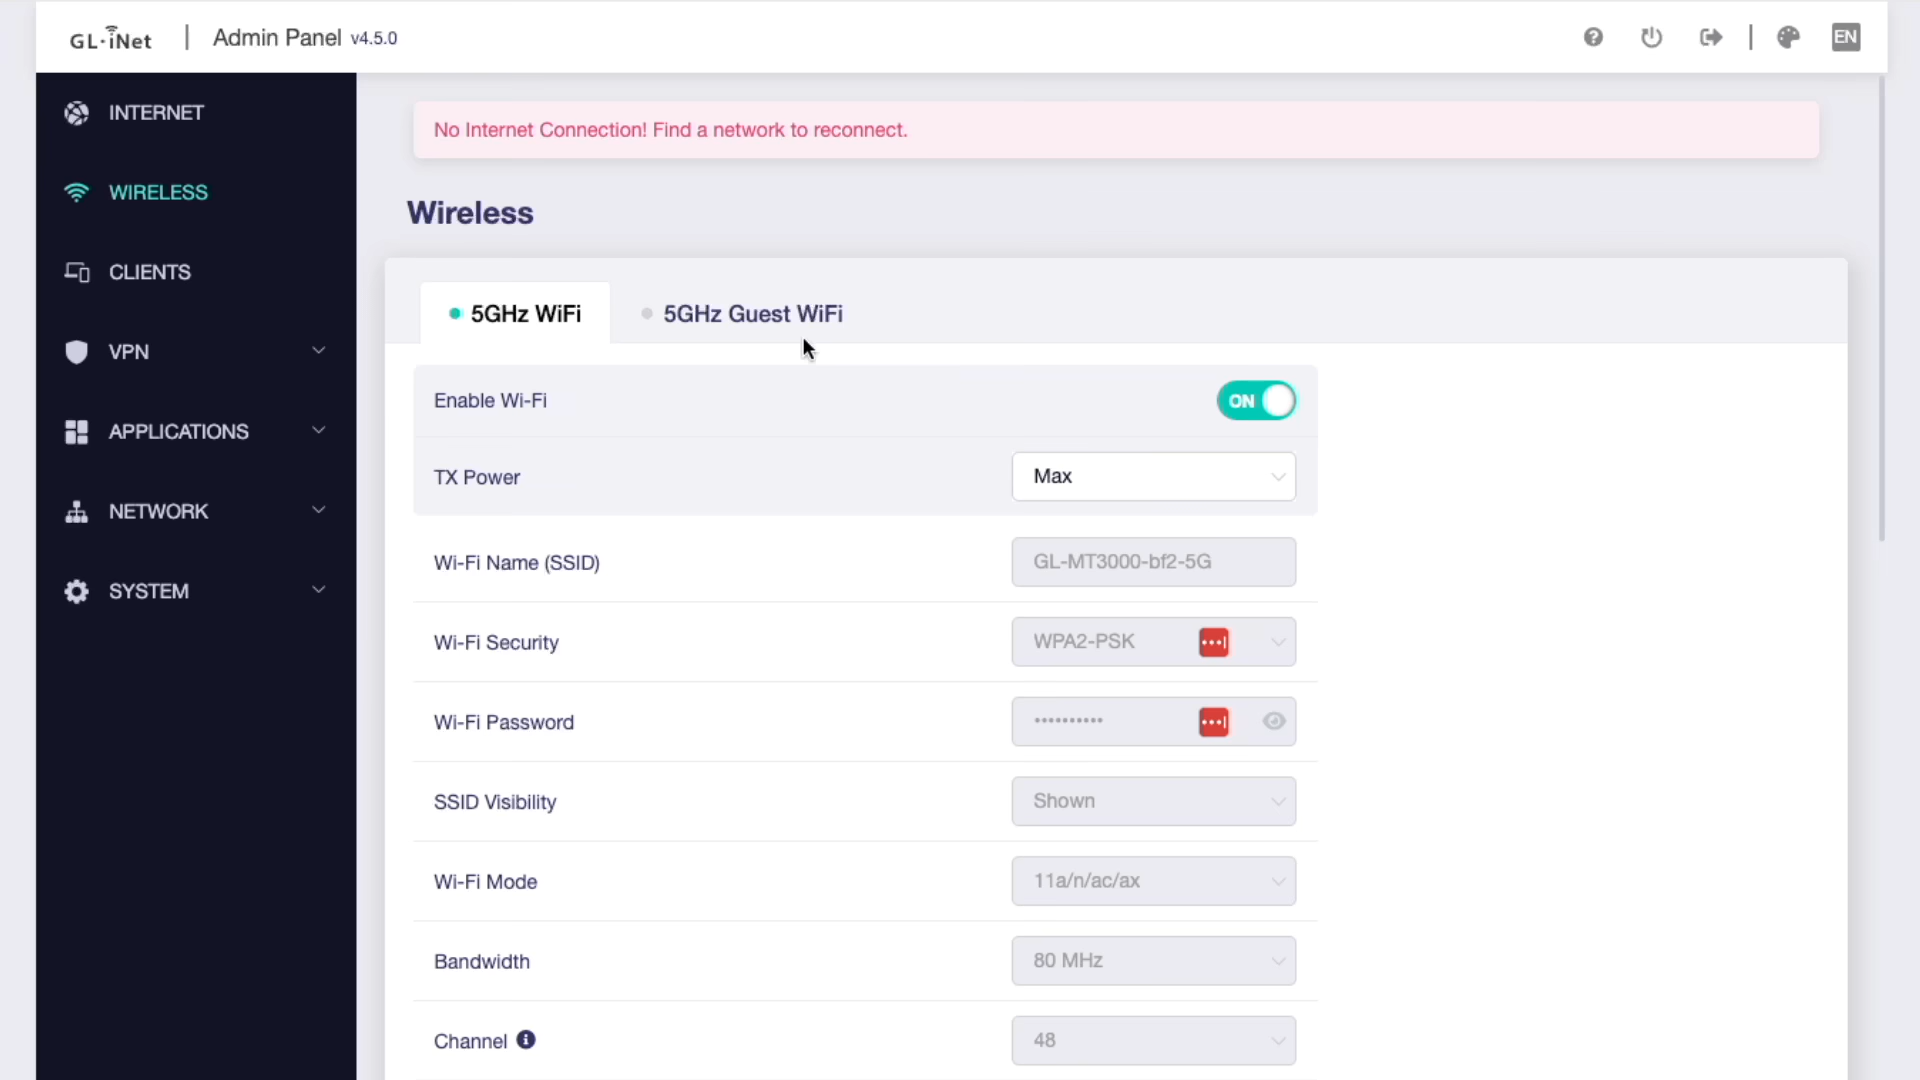 GL·iNet | Admin Panel v4.5.0
EN
INTERNET
WIRELESS
CLIENTS
VPN
APPLICATIONS
NETWORK
SYSTEM
No Internet Connection! Find a network to reconnect.
Wireless
5GHz WiFi
5GHz Guest WiFi
Enable Wi-Fi
ON
TX Power
Max
Wi-Fi Name (SSID)
GL-MT3000-bf2-5G
Wi-Fi Security
WPA2-PSK
Wi-Fi Password
••••••••••
SSID Visibility
Shown
Wi-Fi Mode
11a/n/ac/ax
Bandwidth
80 MHz
Channel
48